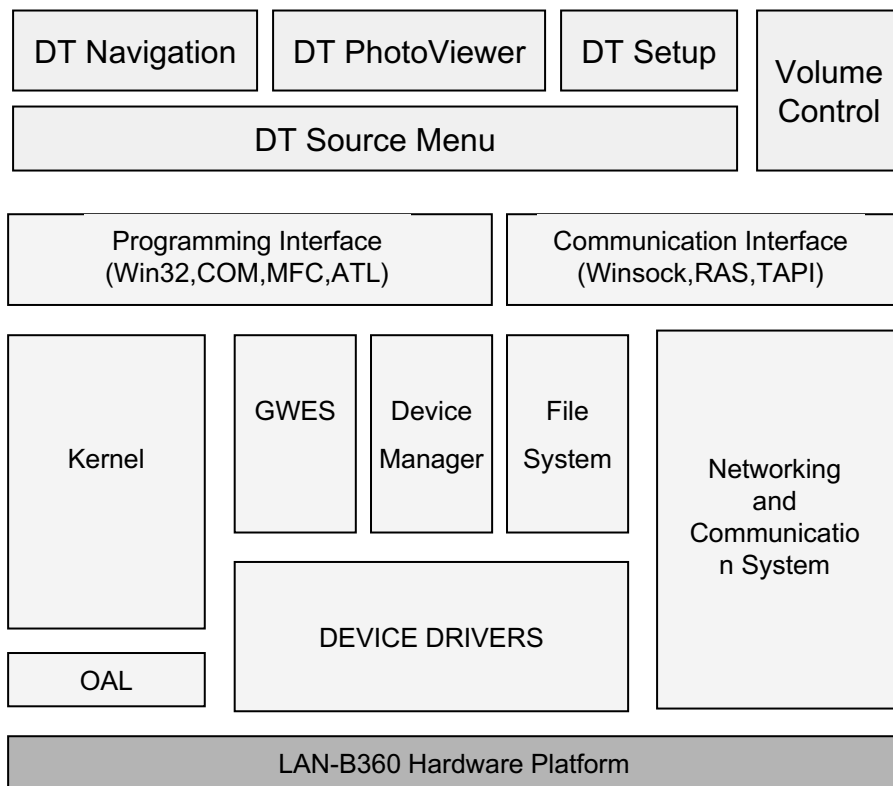 DT Navigation
DT PhotoViewer
DT Setup
Volume
Control
DT Source Menu
Programming Interface
(Win32,COM,MFC,ATL)
Communication Interface
(Winsock,RAS,TAPI)
Kernel
GWES
Device
Manager
File
System
Networking
and
Communicatio
n System
DEVICE DRIVERS
OAL
LAN-B360 Hardware Platform